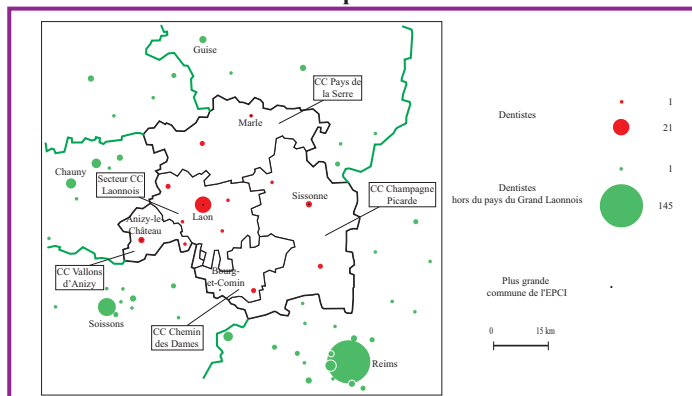 Guise
CC Pays de
la Serre
Marle
Chauny
Secteur CC
Laonnois
Sissonne
CC Champagne
Picarde
Laon
Anizy-le-
Château
CC Vallons
d'Anizy
Bourg-
et-Comin
CC Chemin
des Dames
Soissons
Reims
Dentistes
1
21
Dentistes
hors du pays du Grand Laonnois
1
145
Plus grande
commune de l'EPCI
0
15 km